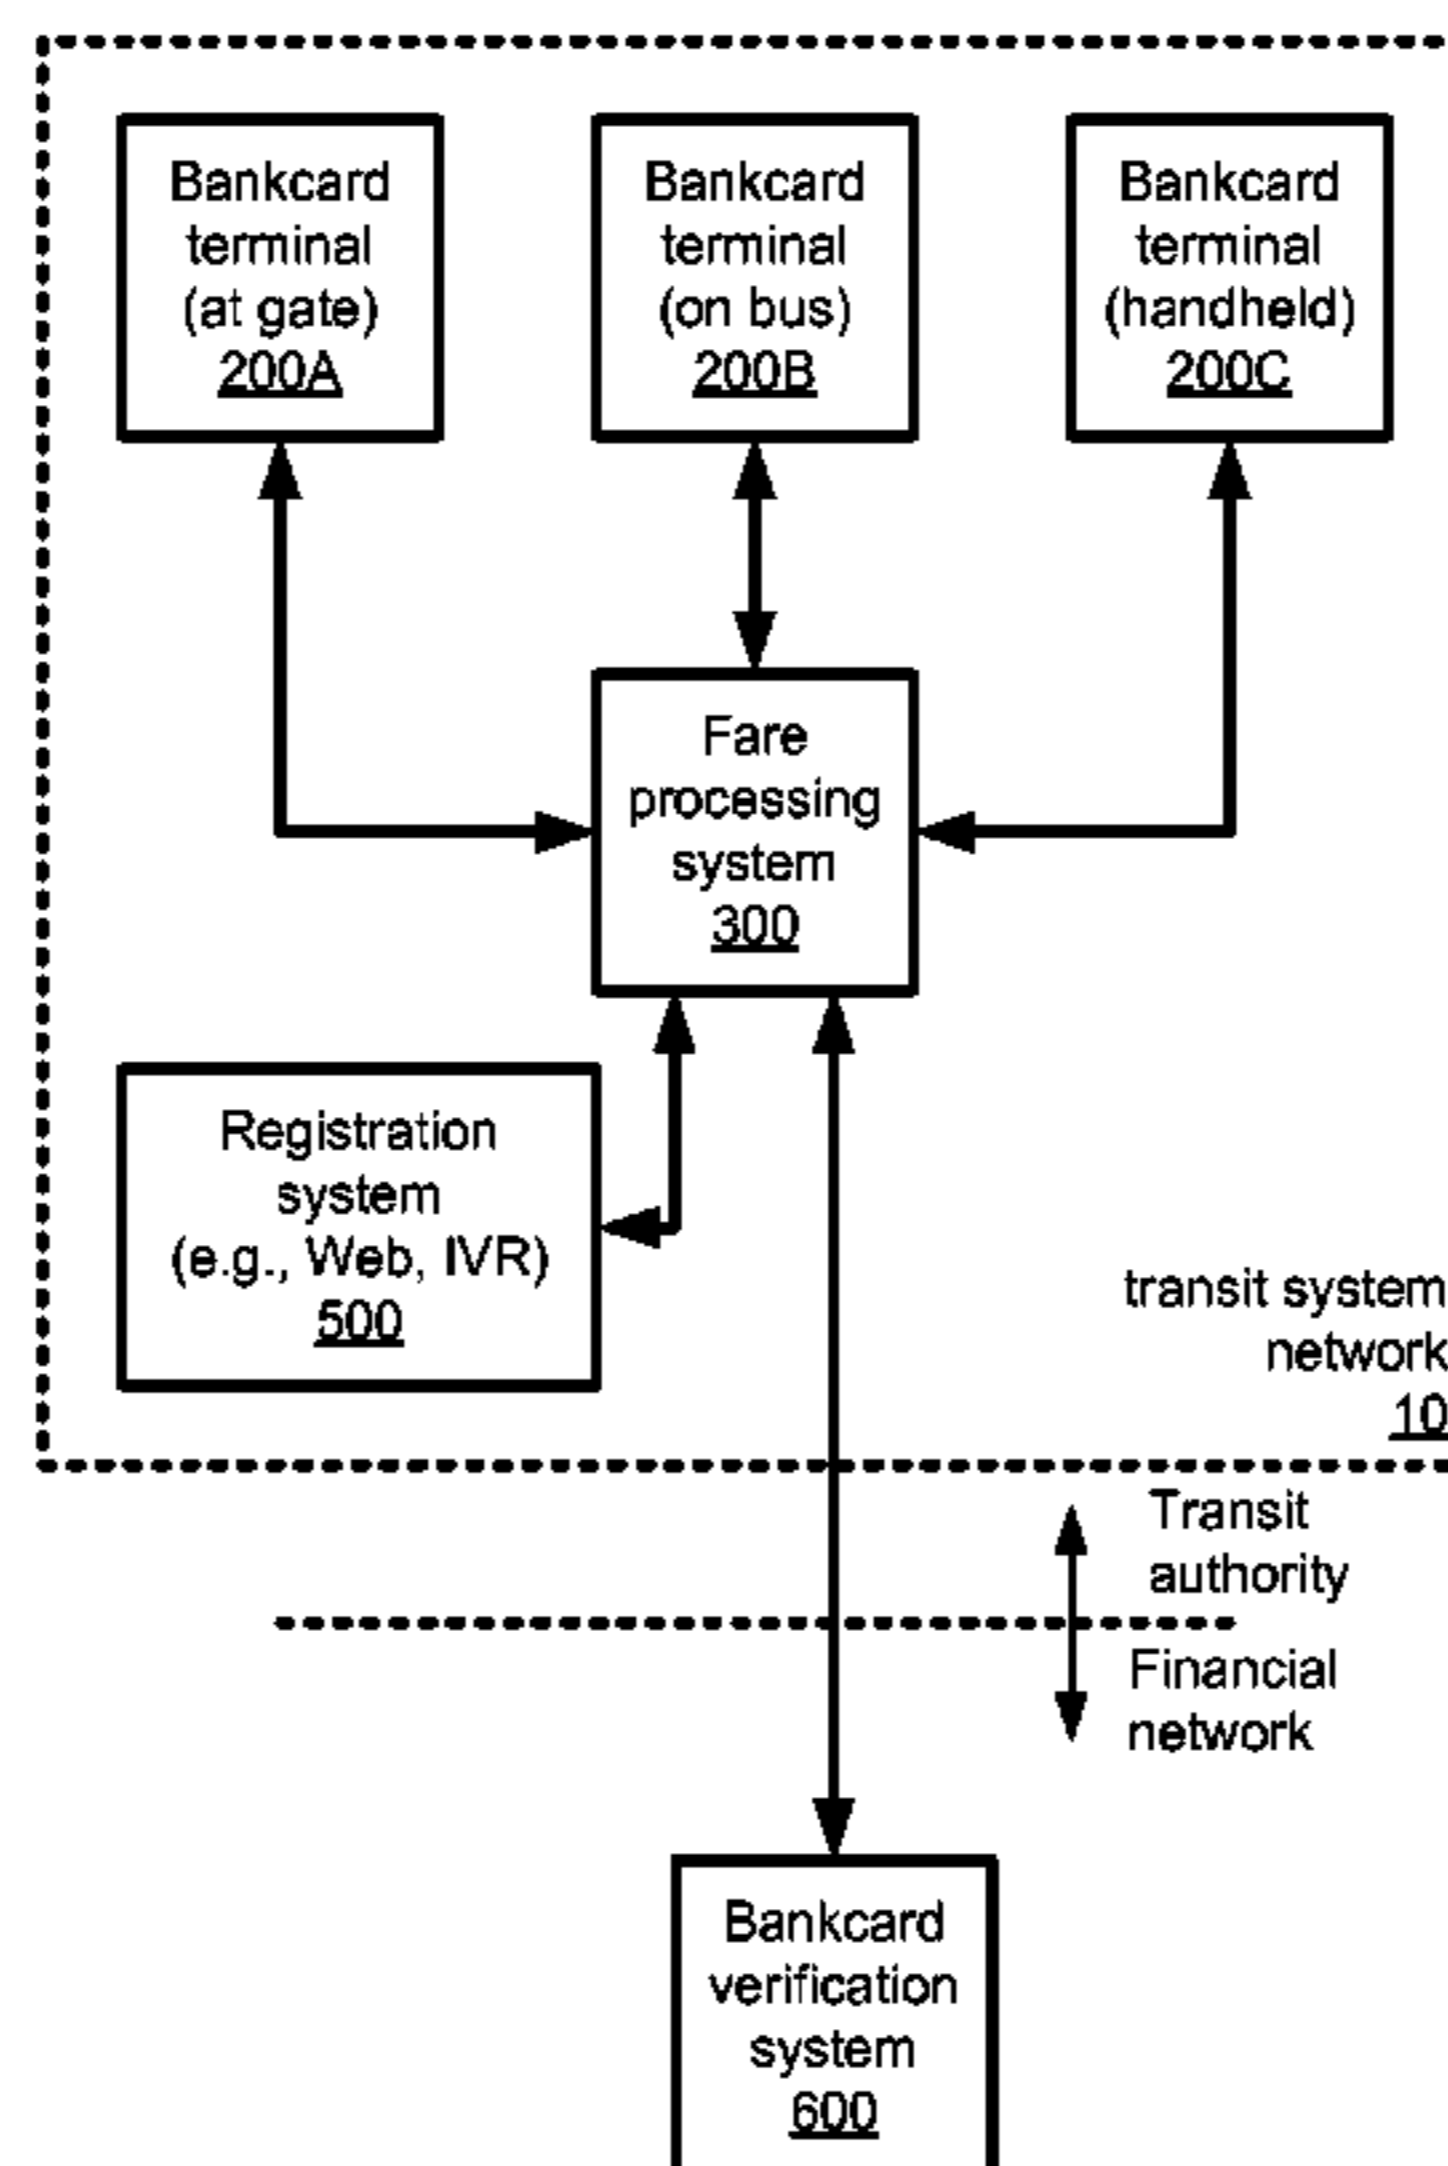 Bankcard
terminal
(at gate)
200A
Bankcard
terminal
(on bus)
200B
Bankcard
terminal
(handheld)
200C
Fare
processing
system
300
Registration
system
(e.g., Web, IVR)
500
transit system
network
10
Transit
authority
Financial
network
Bankcard
verification
system
600